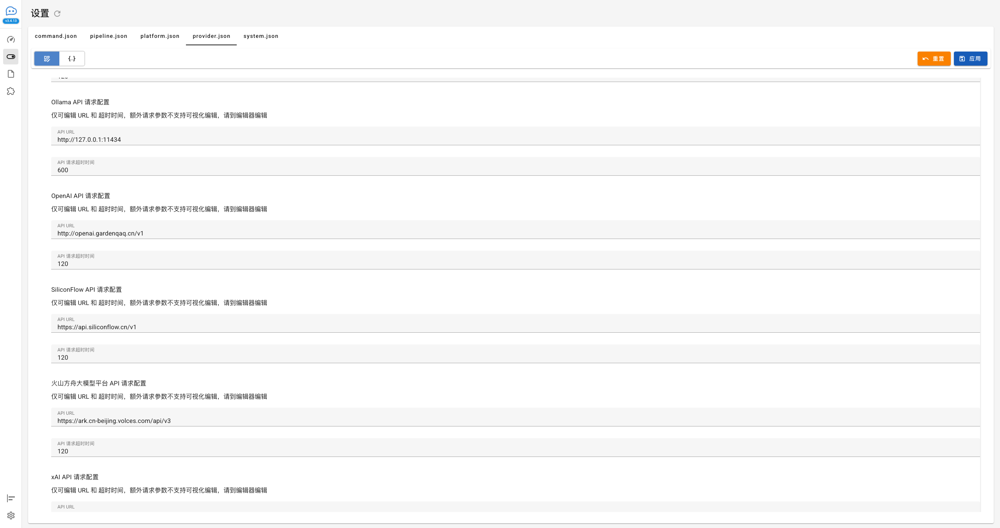 v3.4.13
设置
command.json
pipeline.json
platform.json
provider.json
system.json
{..}
重置
应用
Ollama API 请求配置
仅可编辑 URL 和 超时时间，额外请求参数不支持可视化编辑，请到编辑器编辑
API URL
http://127.0.0.1:11434
API 请求超时时间
600
OpenAI API 请求配置
仅可编辑 URL 和 超时时间，额外请求参数不支持可视化编辑，请到编辑器编辑
API URL
http://openai.gardenqaq.cn/v1
API 请求超时时间
120
SiliconFlow API 请求配置
仅可编辑 URL 和 超时时间，额外请求参数不支持可视化编辑，请到编辑器编辑
API URL
https://api.siliconflow.cn/v1
API 请求超时时间
120
火山方舟大模型平台 API 请求配置
仅可编辑 URL 和 超时时间，额外请求参数不支持可视化编辑，请到编辑器编辑
API URL
https://ark.cn-beijing.volces.com/api/v3
API 请求超时时间
120
xAI API 请求配置
仅可编辑 URL 和 超时时间，额外请求参数不支持可视化编辑，请到编辑器编辑
API URL